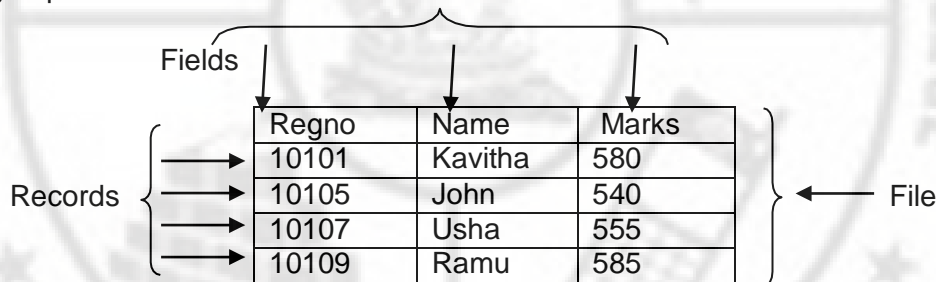 Fields
Regno Name Marks
10101 Kavitha 580
Records 10105 John 540 File
10107 Usha 555
10109 Ramu 585